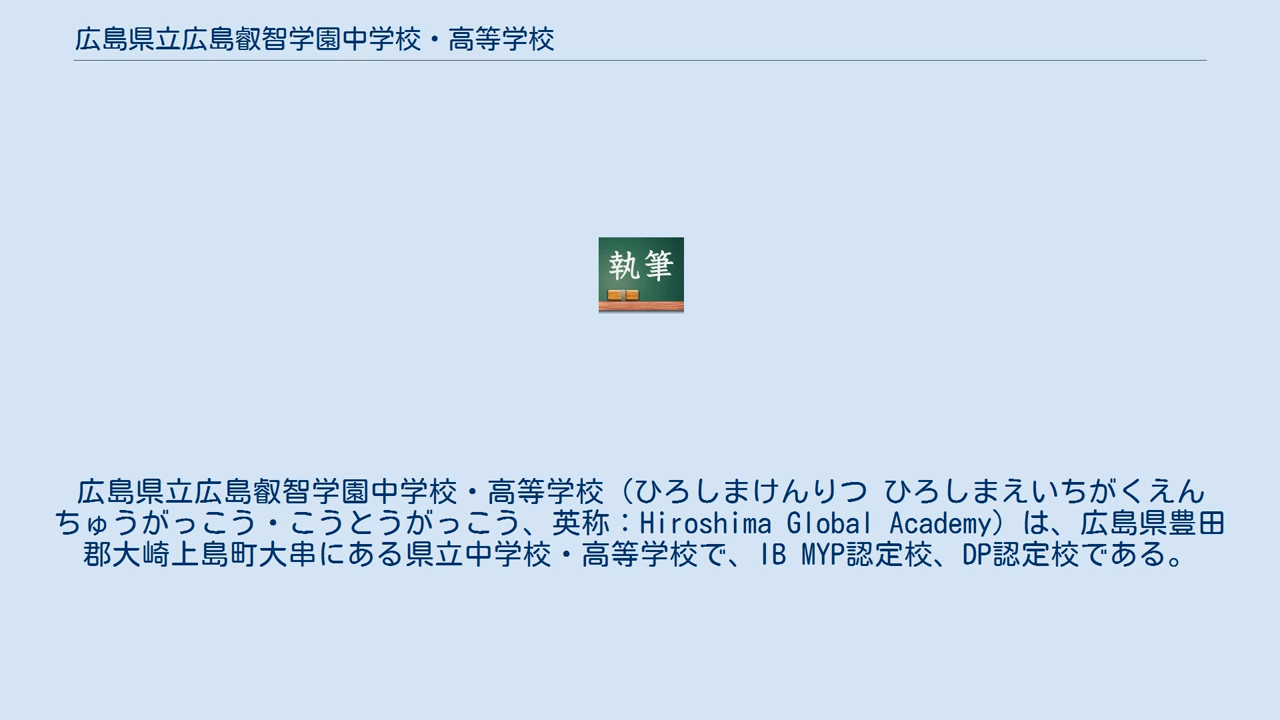 広島県立広島叡智学園中学校・高等学校
執筆
広島県立広島叡智学園中学校・高等学校（ひろしまけんりつ ひろしまえいちがくえん
ちゅうがっこう・こうとうがっこう、英称：Hiroshima Global Academy）は、広島県豊田
郡大崎上島町大串にある県立中学校・高等学校で、IB MYP認定校、DP認定校である。